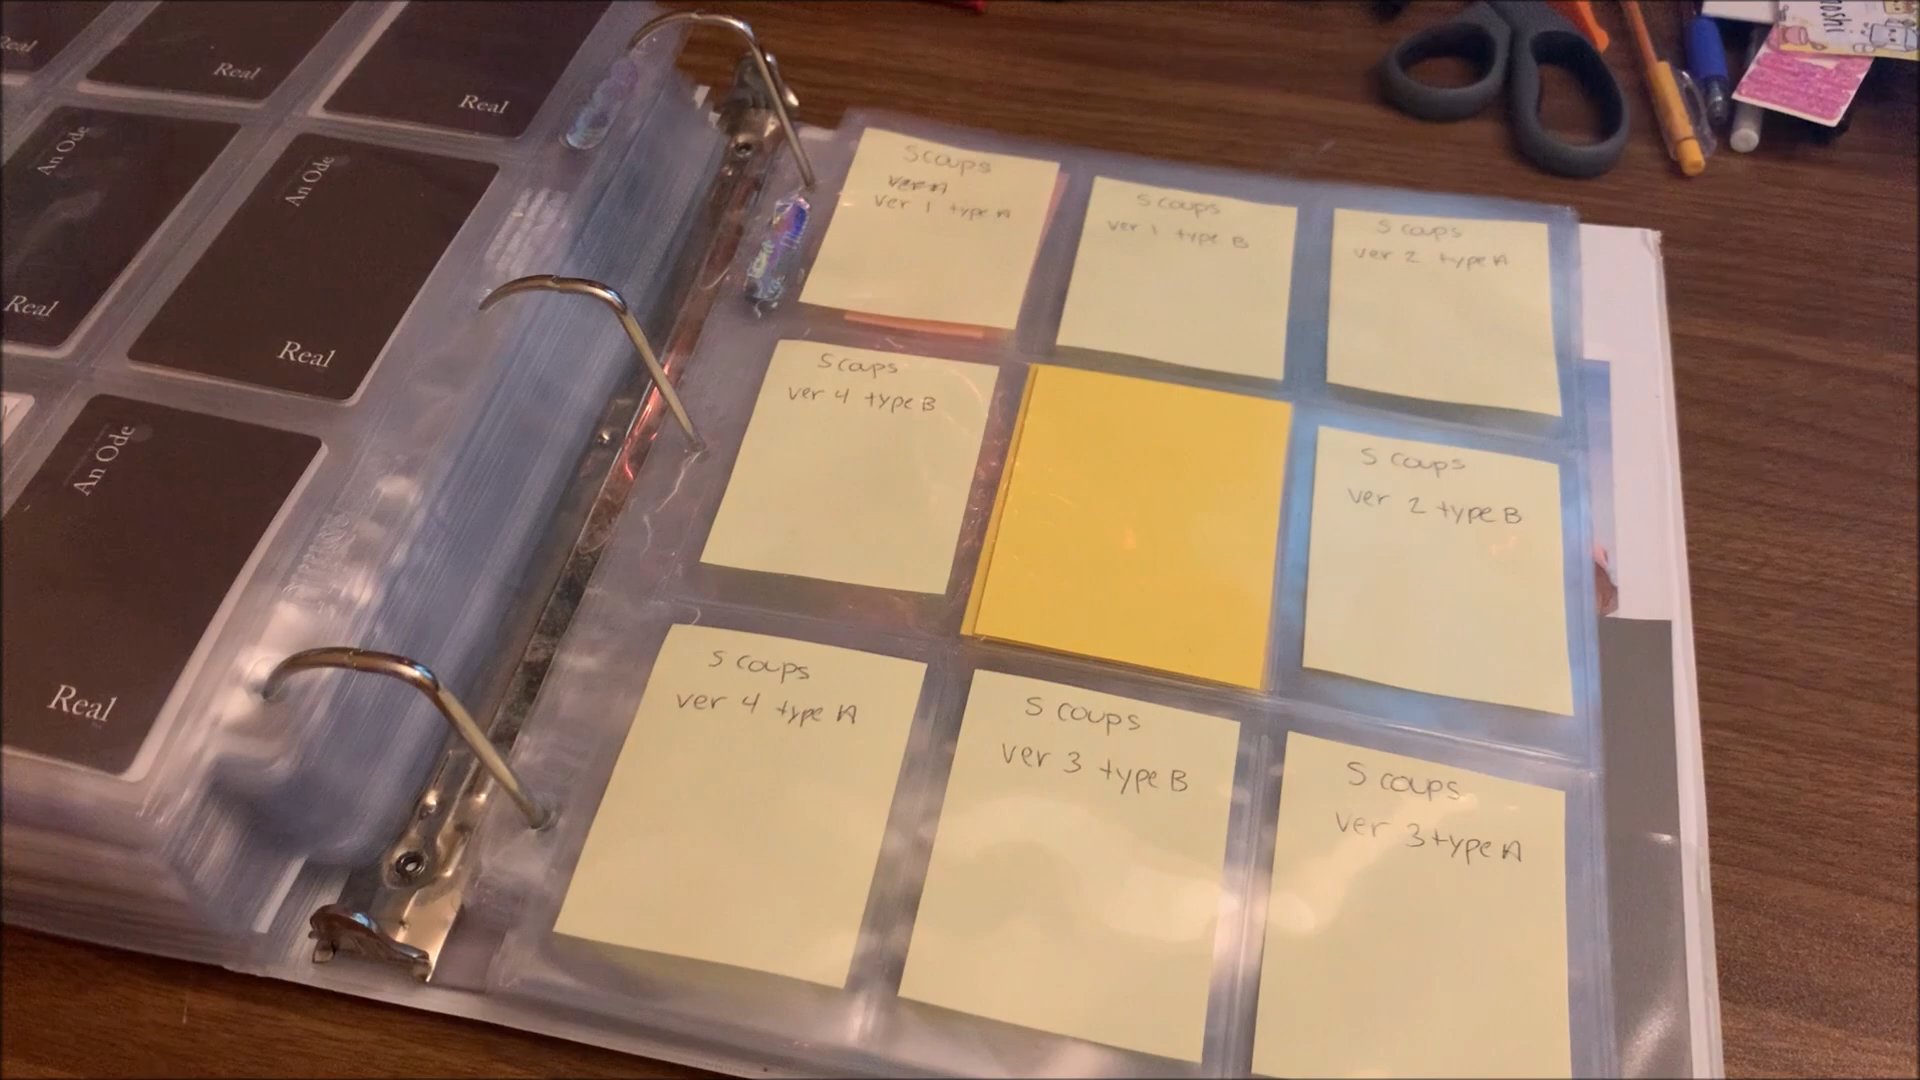 Real
Real
Real
An Ode
Real
An Ode
Real
An Ode
Real
S coups
ver A
ver 1 type A
S coups
ver 1 type B
S coups
ver 2 type A
S coups
ver 4 type B
S coups
ver 2 type B
S coups
ver 4 type A
S coups
ver 3 type B
S coups
ver 3 type A
oshi